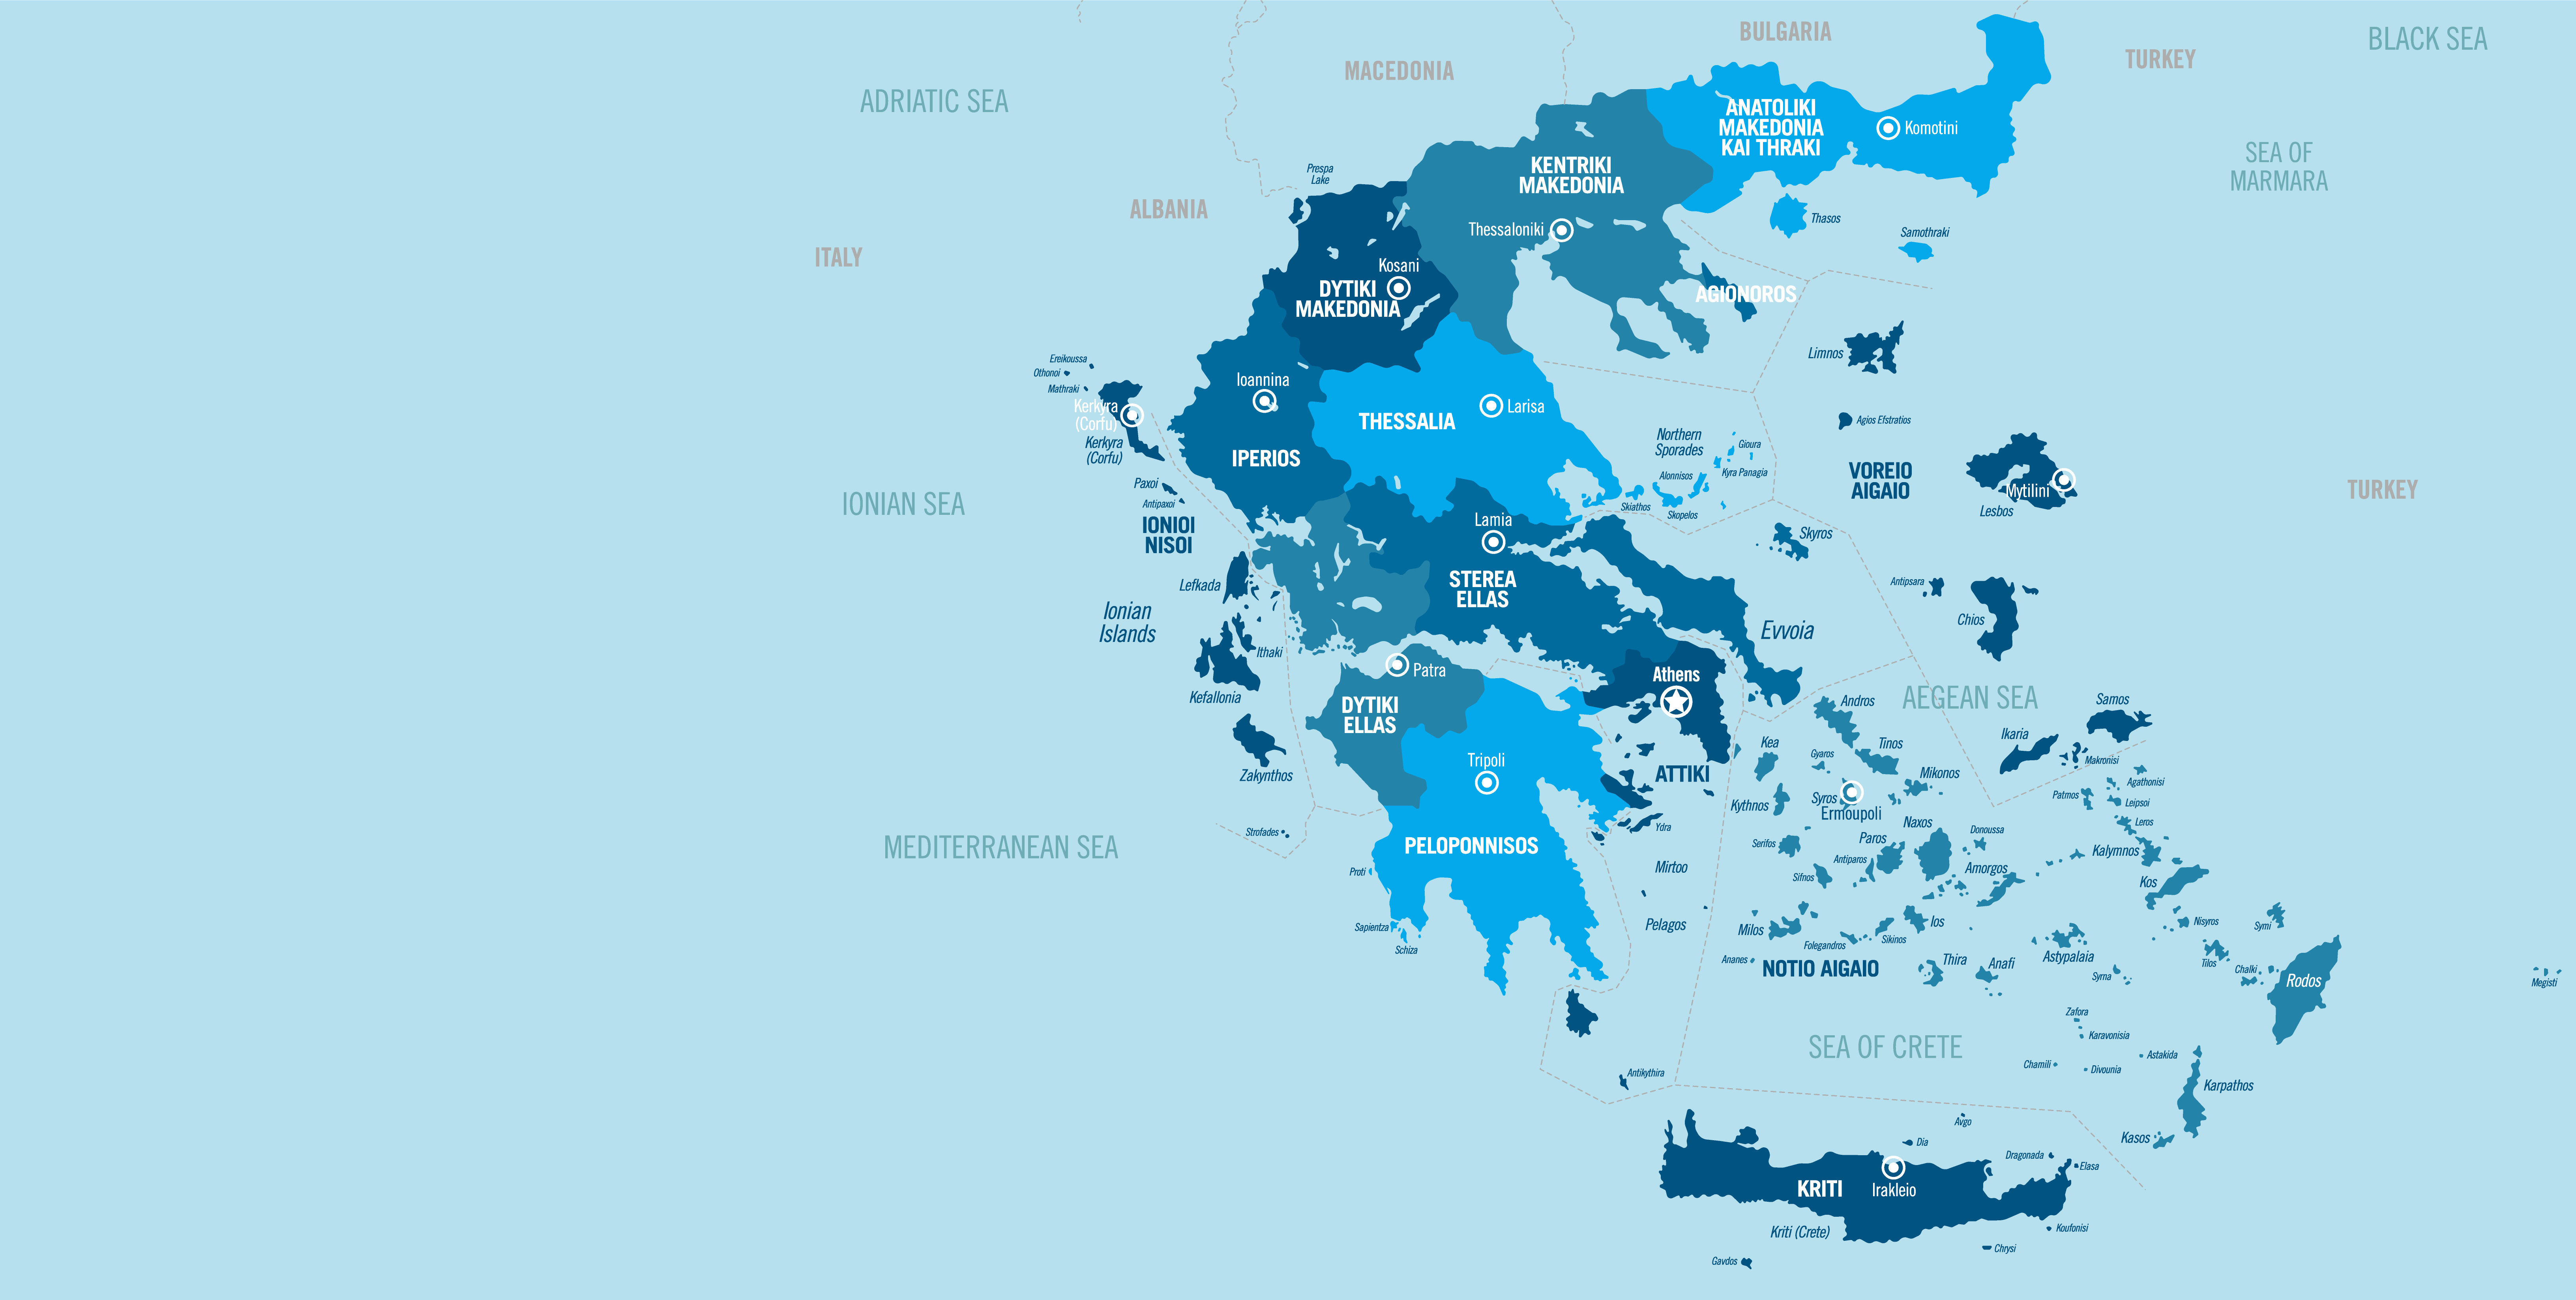 BULGARIA
BLACK SEA
TURKEY
MACEDONIA
ADRIATIC SEA
ANATOLIKI
MAKEDONIA
KAI THRAKI
Komotini
SEA OF
MARMARA
Prespa
Lake
KENTRIKI
MAKEDONIA
ALBANIA
Thasos
Thessaloniki
Samothraki
ITALY
Kosani
DYTIKI
MAKEDONIA
AGIONOROS
Limnos
Ereikoussa
Othonoi
Mathraki
Ioannina
Kerkyra
(Corfu)
Kerkyra
(Corfu)
Larisa
THESSALIA
Agios Efstratios
Northern
Sporades
Gioura
IPERIOS
Kyra Panagia
Alonnisos
VOREIO
AIGAIO
Paxoi
Antipaxoi
Mytilini
Lesbos
TURKEY
IONIAN SEA
Skiathos
Skopelos
IONIOI
NISOI
Lamia
Skyros
Lefkada
STEREA
ELLAS
Antipsara
Ionian
Islands
Chios
Evvoia
Ithaki
Patra
Athens
Kefallonia
AEGEAN SEA
Andros
Samos
DYTIKI
ELLAS
Ikaria
Kea
Tinos
Gyaros
Makronisi
Tripoli
Zakynthos
ATTIKI
Mikonos
Agathonisi
Patmos
Leipsoi
Kythnos
Syros
Ermoupoli
Leros
Strofades
Ydra
Naxos
Donoussa
Paros
Serifos
PELOPONNISOS
MEDITERRANEAN SEA
Antiparos
Kalymnos
Amorgos
Mirtoo
Proti
Sifnos
Kos
Sapientza
Pelagos
Milos
Ios
Nisyros
Symi
Schiza
Folegandros
Sikinos
Ananes
NOTIO AIGAIO
Thira
Anafi
Astypalaia
Tilos
Chalki
Syrna
Rodos
Megisti
Zafora
Karavonisia
SEA OF CRETE
Astakida
Chamili
Divounia
Antikythira
Karpathos
Avgo
Dia
Kasos
Dragonada
Elasa
KRITI
Irakleio
Kriti (Crete)
Koufonisi
Chrysi
Gavdos